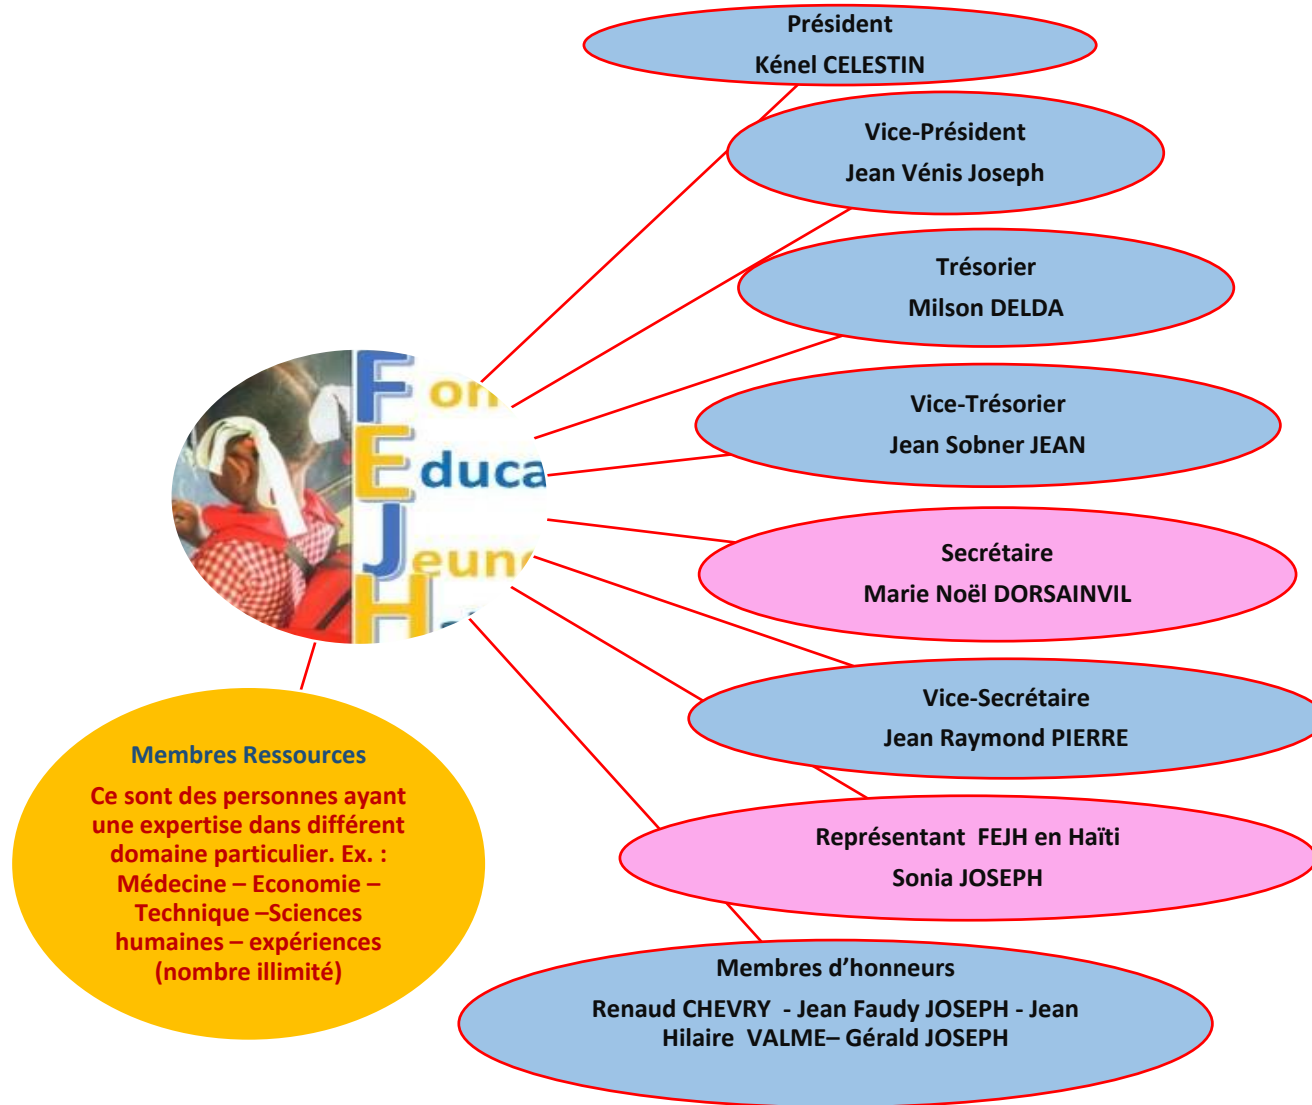 Président
Kénel CELESTIN
Vice-Président
Jean Vénis Joseph
Trésorier
Milson DELDA
Vice-Trésorier
Jean Sobner JEAN
F on
E duca
J eune
H
Secrétaire
Marie Noël DORSAINVIL
Vice-Secrétaire
Jean Raymond PIERRE
Représentant FEJH en Haïti
Sonia JOSEPH
Membres d’honneurs
Renaud CHEVRY - Jean Faudy JOSEPH - Jean
Hilaire VALME– Gérald JOSEPH
Membres Ressources
Ce sont des personnes ayant
une expertise dans différent
domaine particulier. Ex. :
Médecine – Economie –
Technique –Sciences
humaines – expériences
(nombre illimité)